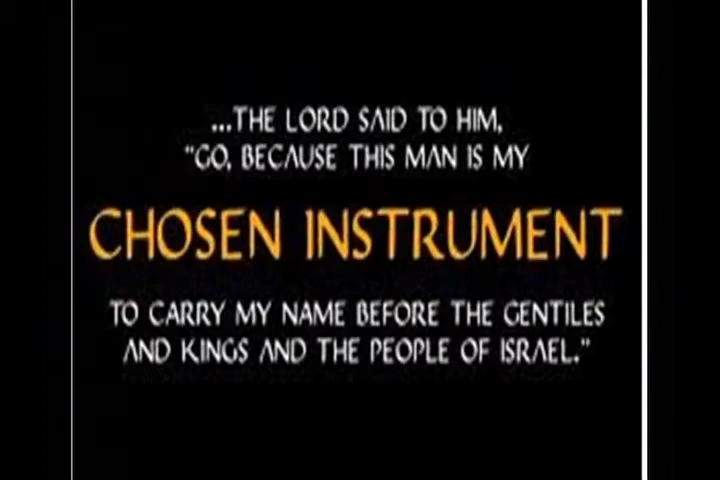 ...THE LORD SAID TO HIM,
"GO, BECAUSE THIS MAN IS MY
CHOSEN INSTRUMENT
TO CARRY MY NAME BEFORE THE GENTILES
AND KINGS AND THE PEOPLE OF ISRAEL."